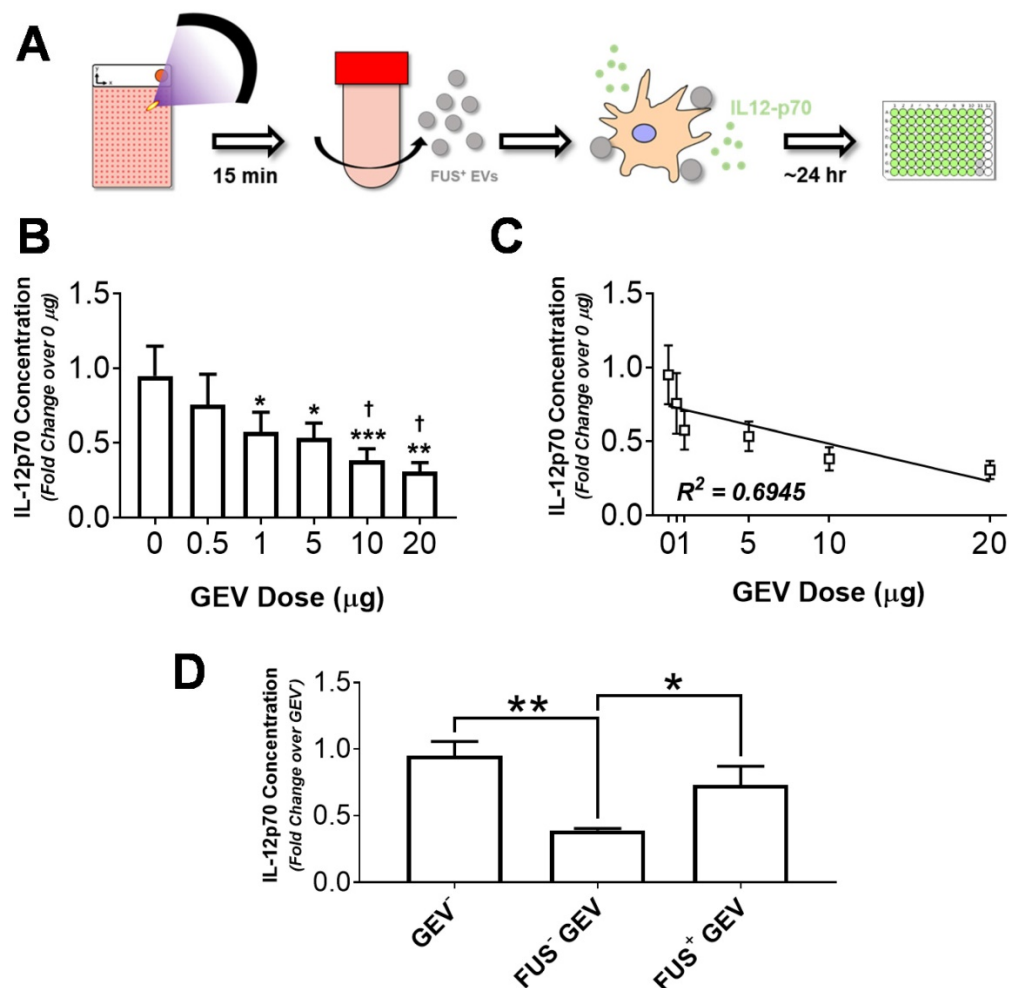 A
15 min
FUS⁺ EVs
IL12-p70
~24 hr
B
IL-12p70 Concentration
(Fold Change over 0 μg)
1.5
1.0
0.5
0.0
*
*
†
***
†
**
0 0.5 1 5 10 20
GEV Dose (μg)
C
IL-12p70 Concentration
(Fold Change over 0 μg)
1.5
1.0
0.5
0.0
R² = 0.6945
01 5 10 20
GEV Dose (μg)
D
IL-12p70 Concentration
(Fold Change over GEV⁻)
1.5
1.0
0.5
0.0
**
*
GEV⁻
FUS⁻ GEV
FUS⁺ GEV